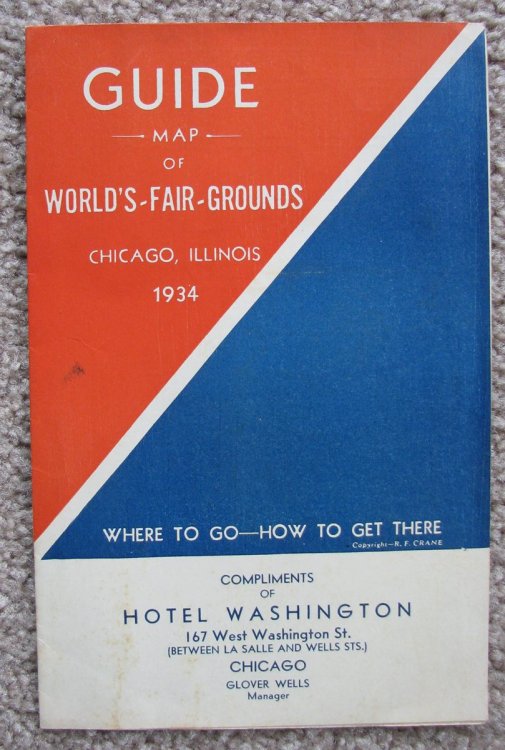 GUIDE
MAP
OF
WORLD'S-FAIR-GROUNDS
CHICAGO, ILLINOIS
1934
WHERE TO GO—HOW TO GET THERE
Copyright—R. F. CRANE
COMPLIMENTS
OF
HOTEL WASHINGTON
167 West Washington St.
(BETWEEN LA SALLE AND WELLS STS.)
CHICAGO
GLOVER WELLS
Manager